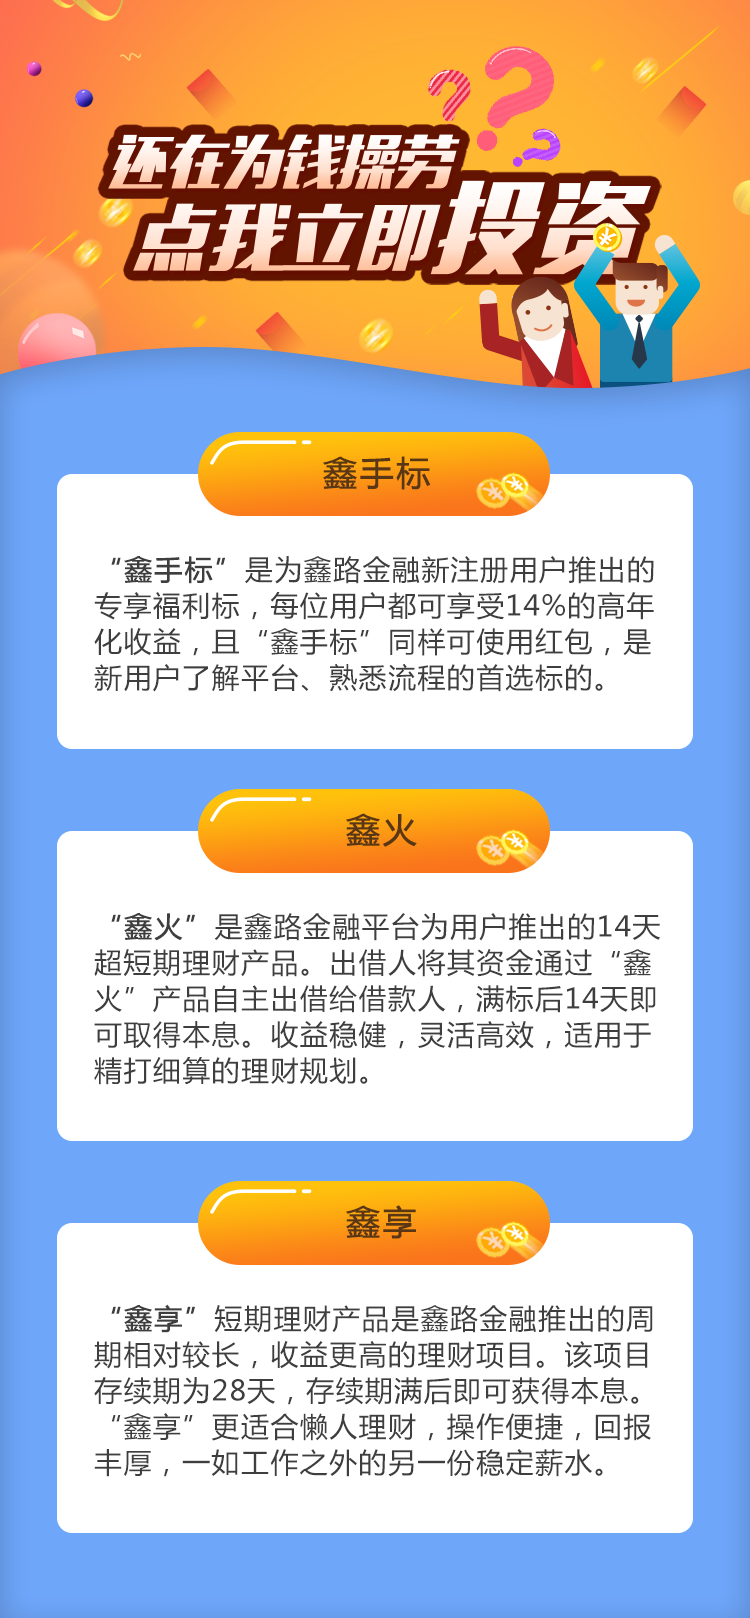 还在为钱操劳
点我立即投资
鑫手标
“鑫手标”是为鑫路金融新注册用户推出的
专享福利标，每位用户都可享受14%的高年
化收益，且“鑫手标”同样可使用红包，是
新用户了解平台、熟悉流程的首选标的。
鑫火
“鑫火”是鑫路金融平台为用户推出的14天
超短期理财产品。出借人将其资金通过“鑫
火”产品自主出借给借款人，满标后14天即
可取得本息。收益稳健，灵活高效，适用于
精打细算的理财规划。
鑫享
“鑫享”短期理财产品是鑫路金融推出的周
期相对较长，收益更高的理财项目。该项目
存续期为28天，存续期满后即可获得本息。
“鑫享”更适合懒人理财，操作便捷，回报
丰厚，一如工作之外的另一份稳定薪水。